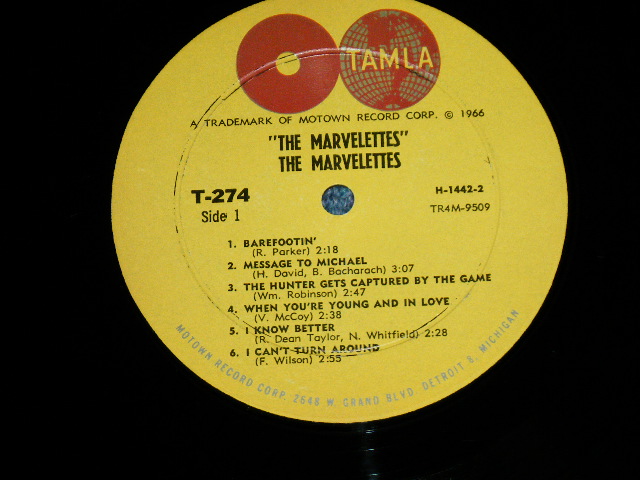 TAMLA
A TRADEMARK OF MOTOWN RECORD CORP. © 1966
"THE MARVELETTES"
THE MARVELETTES
T-274
Side 1
H-1442-2
TR4M-9509
1. BAREFOOTIN'
(R. Parker) 2:18
2. MESSAGE TO MICHAEL
(H. David, B. Bacharach) 3:07
3. THE HUNTER GETS CAPTURED BY THE GAME
(Wm. Robinson) 2:47
4. WHEN YOU'RE YOUNG AND IN LOVE
(V. McCoy) 2:38
5. I KNOW BETTER
(R. Dean Taylor, N. Whitfield) 2:28
6. I CAN'T TURN AROUND
(F. Wilson) 2:55
MOTOWN RECORD CORP. 2648 W. GRAND BLVD. DETROIT 8, MICHIGAN